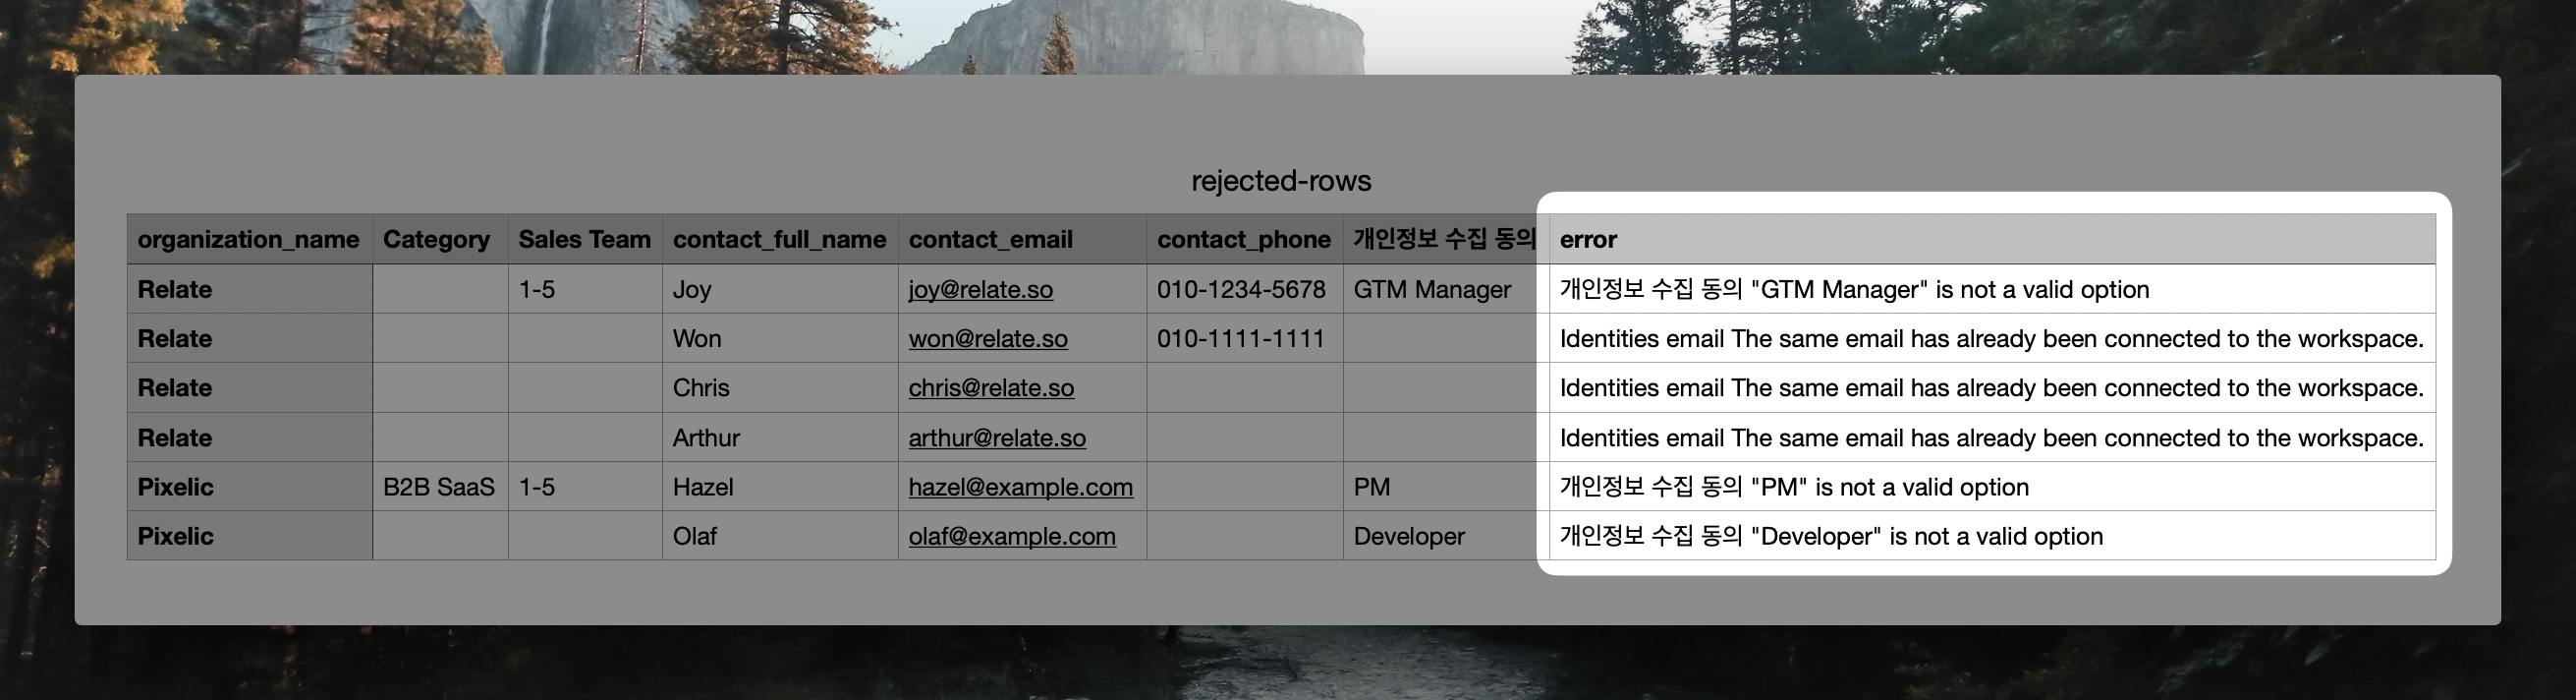 rejected-rows
organization_name Category Sales Team contact_full_name contact_email contact_phone 개인정보 수집 동의 error
Relate 1-5 Joy joy@relate.so 010-1234-5678 GTM Manager 개인정보 수집 동의 "GTM Manager" is not a valid option
Relate Won won@relate.so 010-1111-1111 Identities email The same email has already been connected to the workspace.
Relate Chris chris@relate.so Identities email The same email has already been connected to the workspace.
Relate Arthur arthur@relate.so Identities email The same email has already been connected to the workspace.
Pixelic B2B SaaS 1-5 Hazel hazel@example.com PM 개인정보 수집 동의 "PM" is not a valid option
Pixelic Olaf olaf@example.com Developer 개인정보 수집 동의 "Developer" is not a valid option